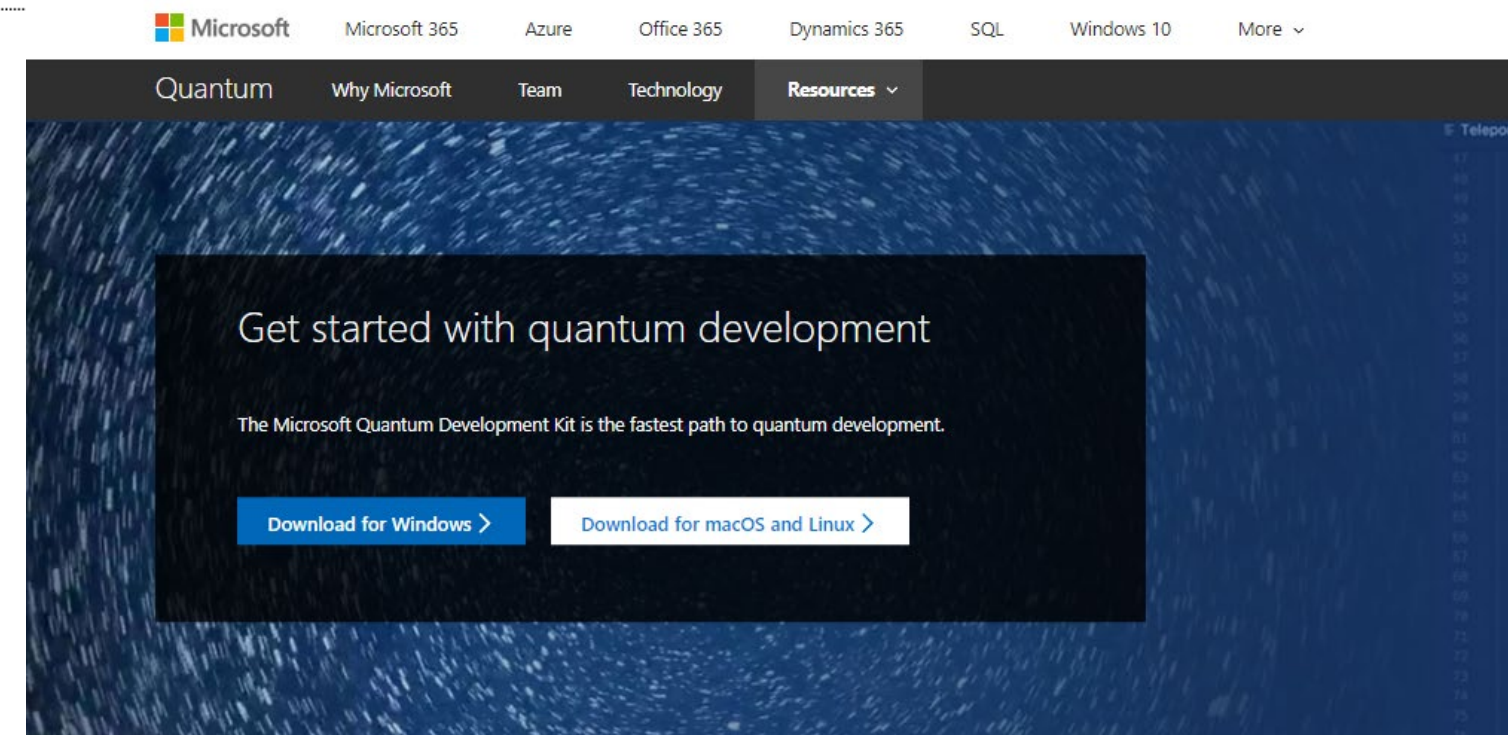 Microsoft Microsoft 365 Azure Office 365 Dynamics 365 SQL Windows 10 More
Quantum Why Microsoft Team Technology Resources
Telepo
Get started with quantum development
The Microsoft Quantum Development Kit is the fastest path to quantum development.
Download for Windows
Download for macOS and Linux